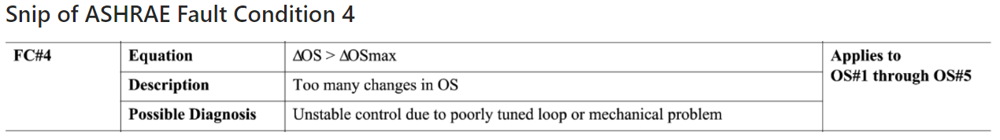 Snip of ASHRAE Fault Condition 4
FC#4
Equation
ΔOS > ΔOSmax
Applies to
OS#1 through OS#5
Description
Too many changes in OS
Possible Diagnosis
Unstable control due to poorly tuned loop or mechanical problem